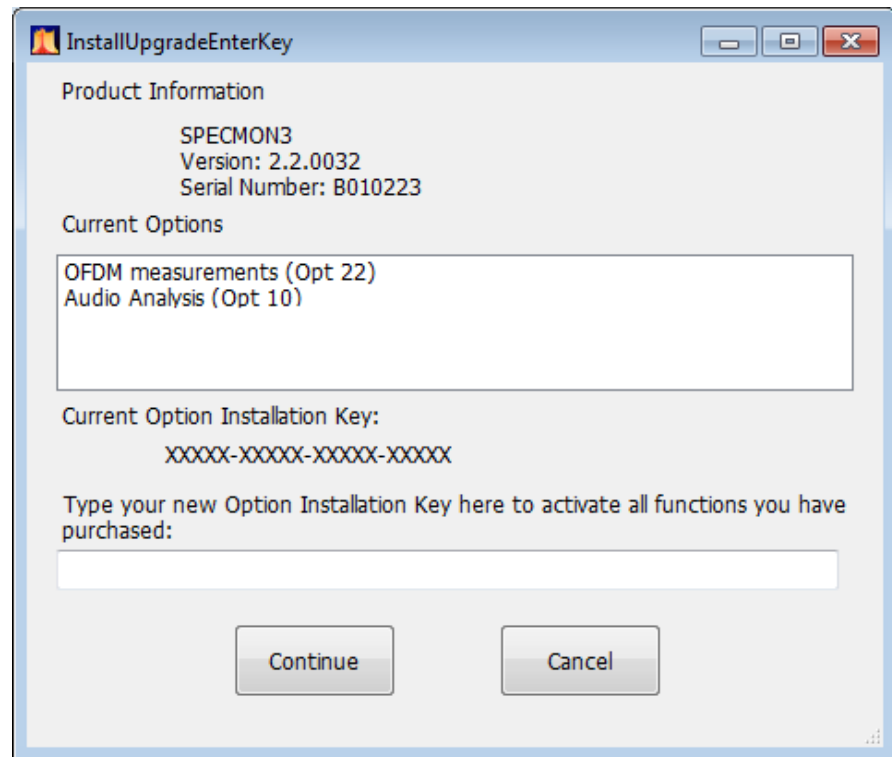 InstallUpgradeEnterKey
Product Information
SPECMON3
Version: 2.2.0032
Serial Number: B010223
Current Options
OFDM measurements (Opt 22)
Audio Analysis (Opt 10)
Current Option Installation Key:
XXXXX-XXXXX-XXXXX-XXXXX
Type your new Option Installation Key here to activate all functions you have
purchased:
Continue
Cancel